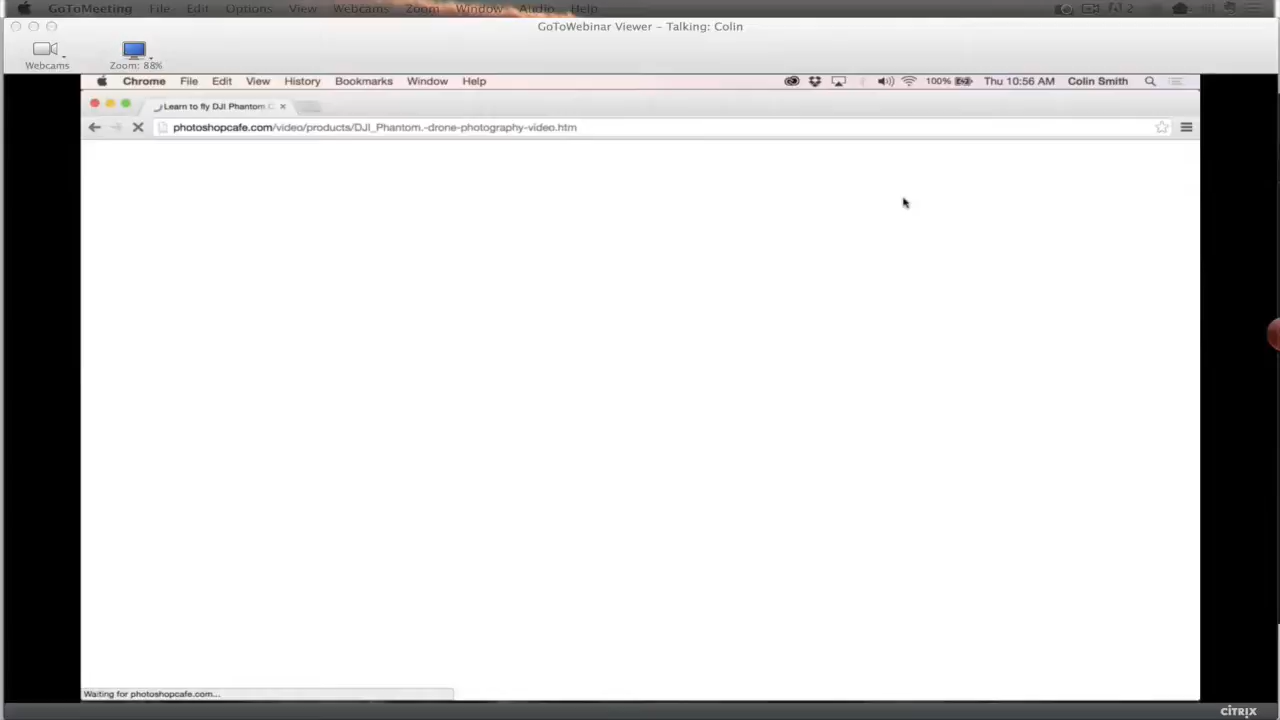 GoToMeeting File Edit Options View Webcams Zoom Window Audio Help
GoToWebinar Viewer – Talking: Colin
Webcams
Zoom: 88%
Chrome File Edit View History Bookmarks Window Help 100% Thu 10:56 AM Colin Smith
Learn to fly DJI Phantom.
photoshopcafe.com/video/products/DJI_Phantom.-drone-photography-video.htm
Waiting for photoshopcafe.com...
CITRIX